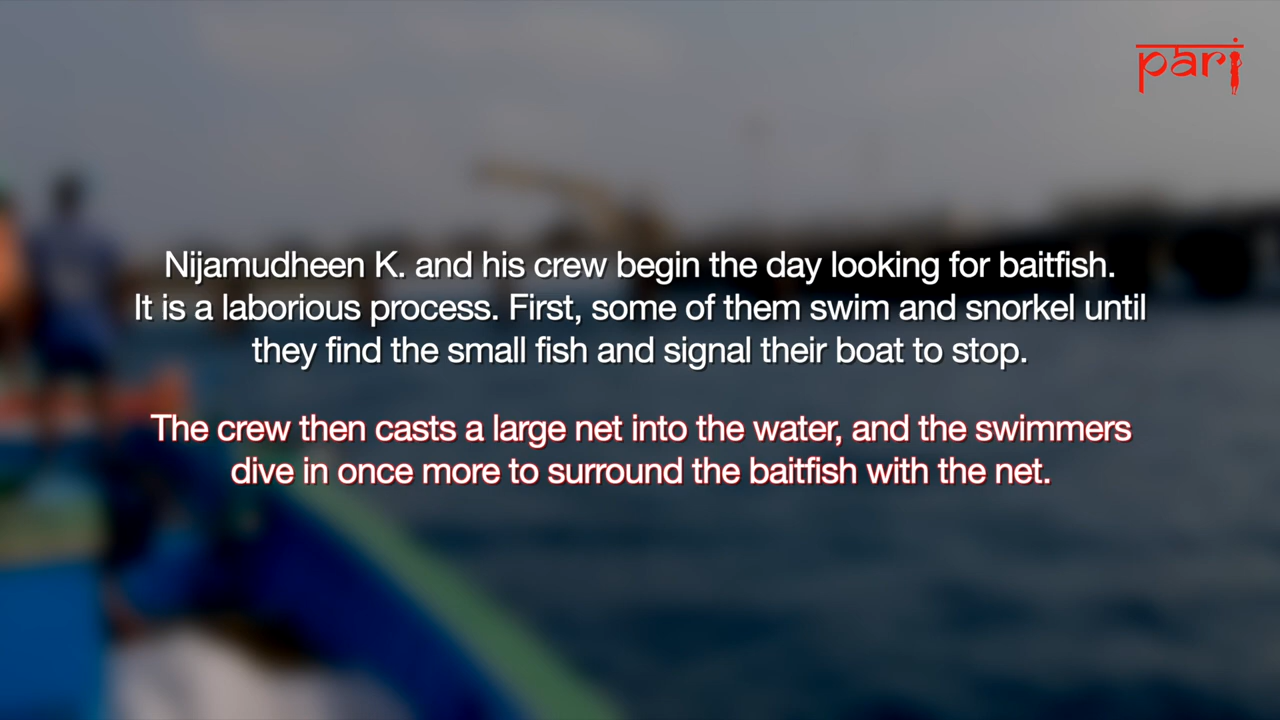 pari
Nijamudheen K. and his crew begin the day looking for baitfish.
It is a laborious process. First, some of them swim and snorkel until
they find the small fish and signal their boat to stop.
The crew then casts a large net into the water, and the swimmers
dive in once more to surround the baitfish with the net.